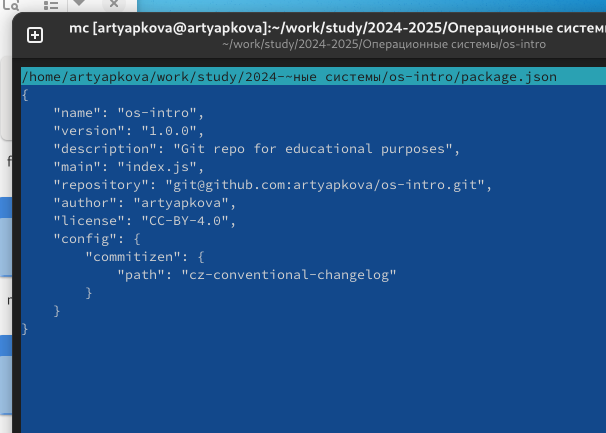 mc [artyapkova@artyapkova]:~/work/study/2024-2025/Операционные систем
~/work/study/2024-2025/Операционные системы/os-intro
/home/artyapkova/work/study/2024-~ные системы/os-intro/package.json
{
    "name": "os-intro",
    "version": "1.0.0",
    "description": "Git repo for educational purposes",
    "main": "index.js",
    "repository": "git@github.com:artyapkova/os-intro.git",
    "author": "artyapkova",
    "license": "CC-BY-4.0",
    "config": {
        "commitizen": {
            "path": "cz-conventional-changelog"
        }
    }
}